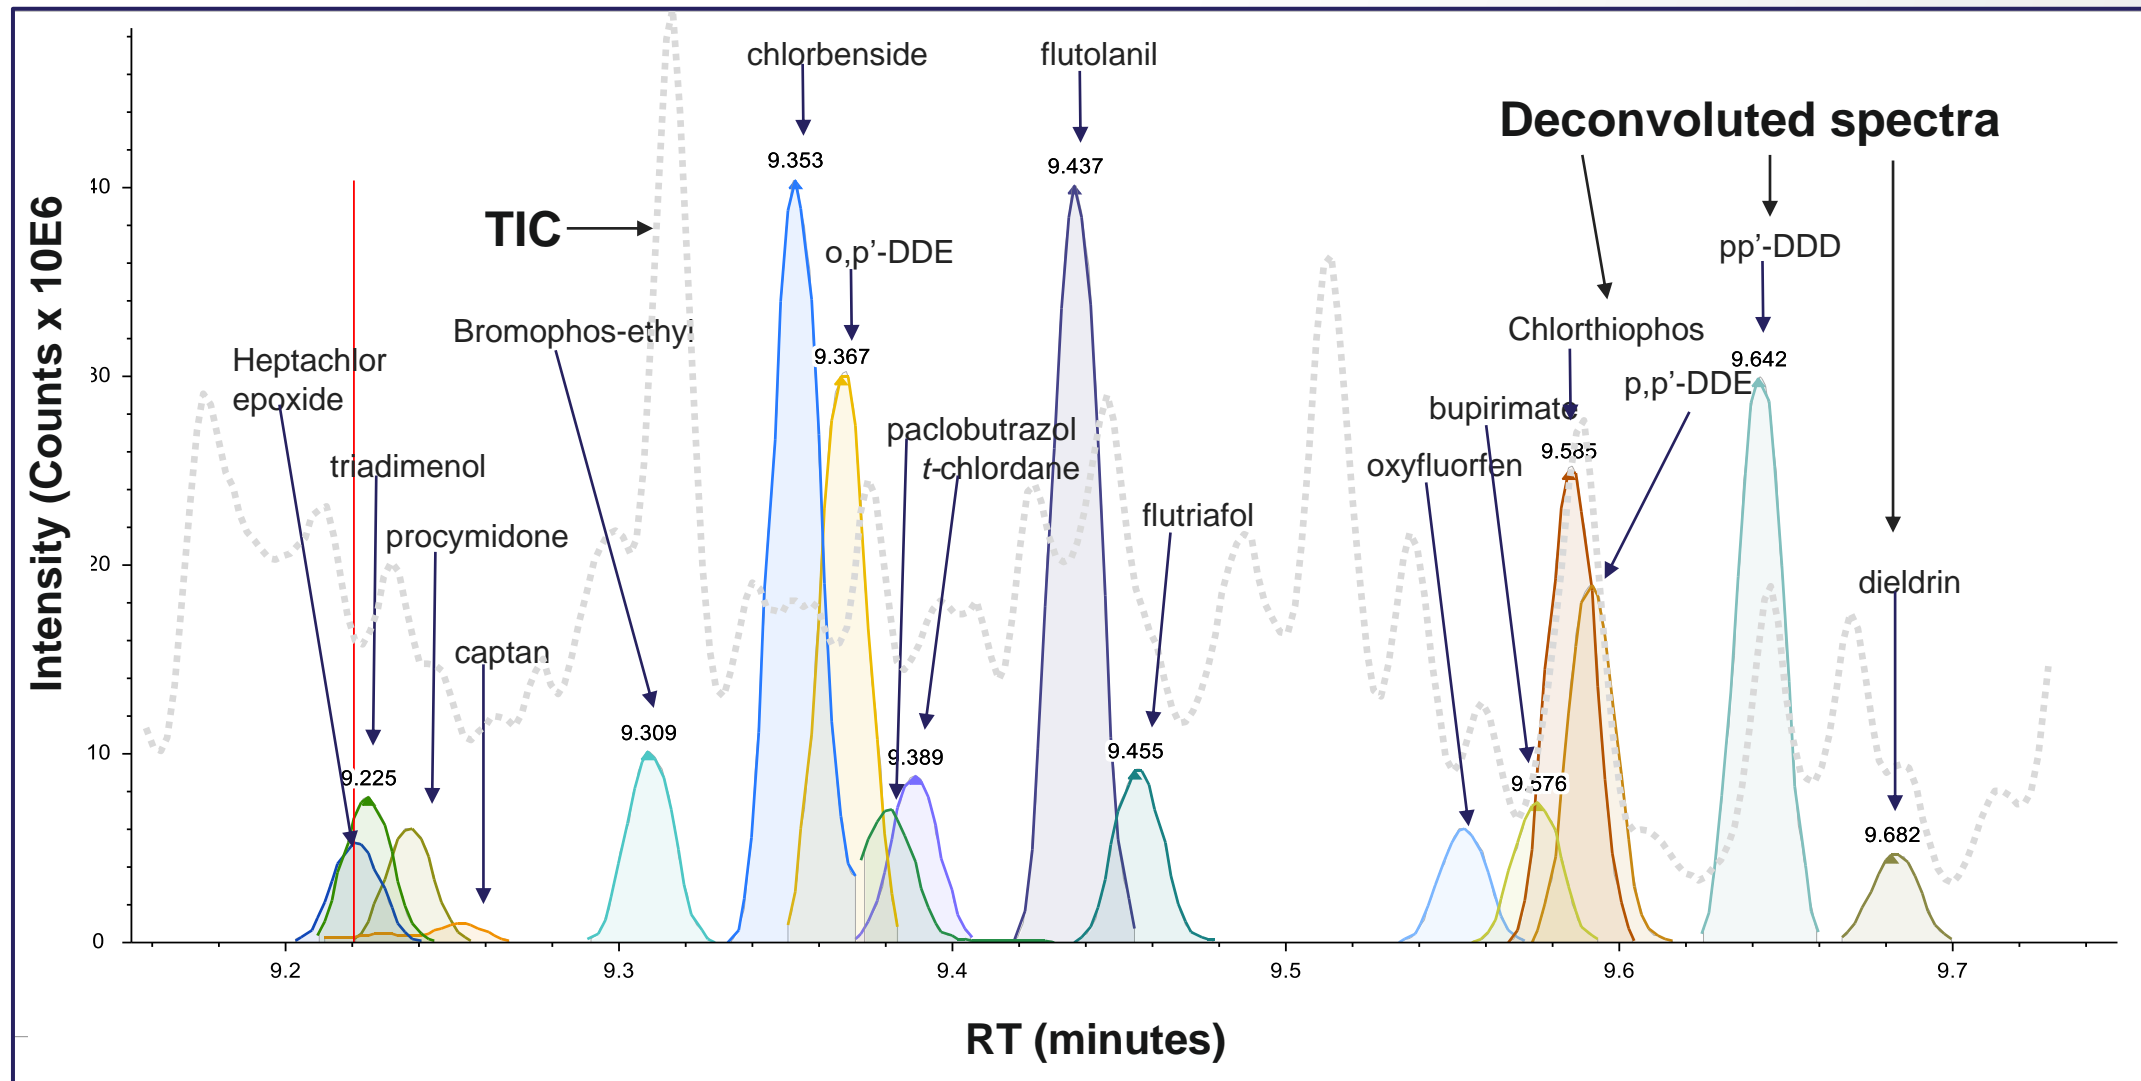 chlorbenside
flutolanil
Deconvoluted spectra
9.353
9.437
40
TIC
o,p’-DDE
pp’-DDD
Bromophos-ethyl
Chlorthiophos
9.367
9.642
30
Heptachlor
epoxide
p,p’-DDE
bupirimate
paclobutrazol
9.585
triadimenol
t-chlordane
oxyfluorfen
flutriafol
procymidone
20
dieldrin
captan
Intensity (Counts x 10E6
9.309
9.389
9.455
10
9.225
9.576
9.682
0
9.2
9.3
9.4
9.5
9.6
9.7
RT (minutes)